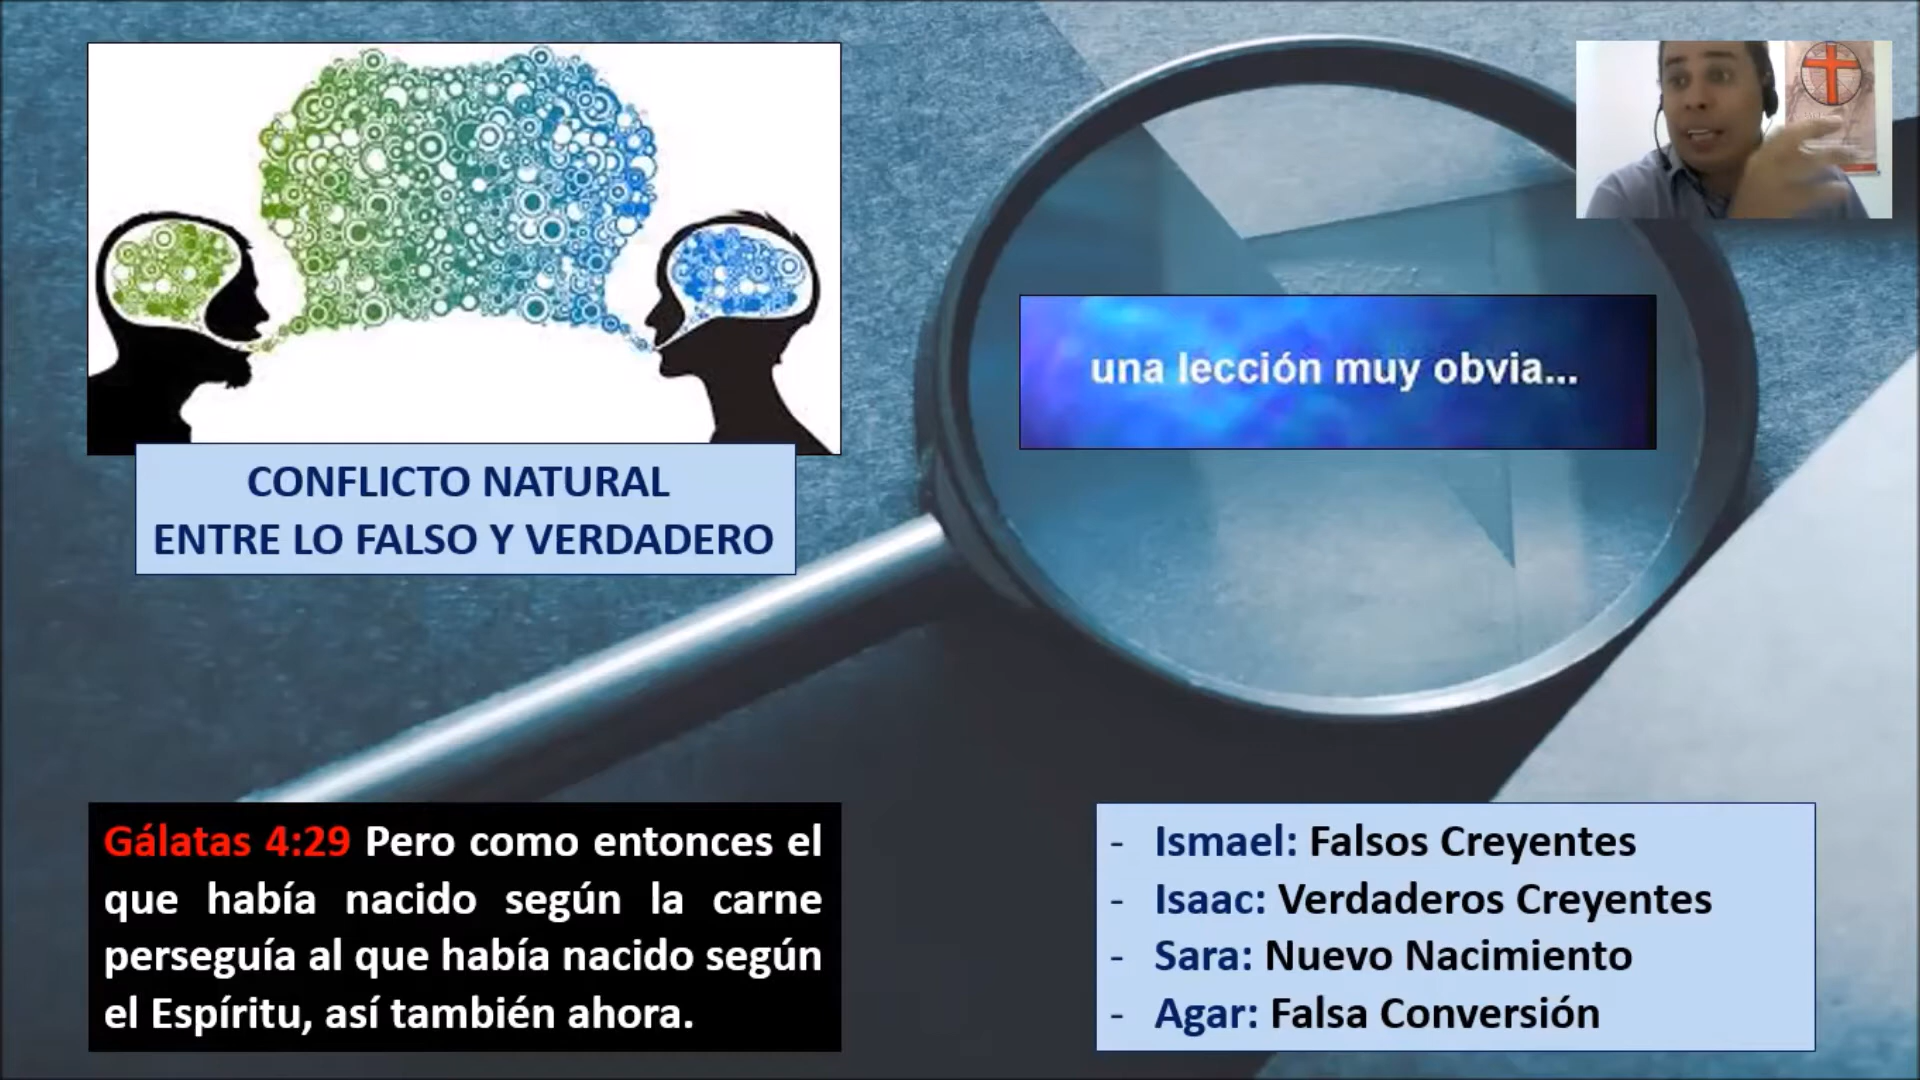 CONFLICTO NATURAL
ENTRE LO FALSO Y VERDADERO
una lección muy obvia...
Gálatas 4:29 Pero como entonces el
que había nacido según la carne
perseguía al que había nacido según
el Espíritu, así también ahora.
- Ismael: Falsos Creyentes
- Isaac: Verdaderos Creyentes
- Sara: Nuevo Nacimiento
- Agar: Falsa Conversión